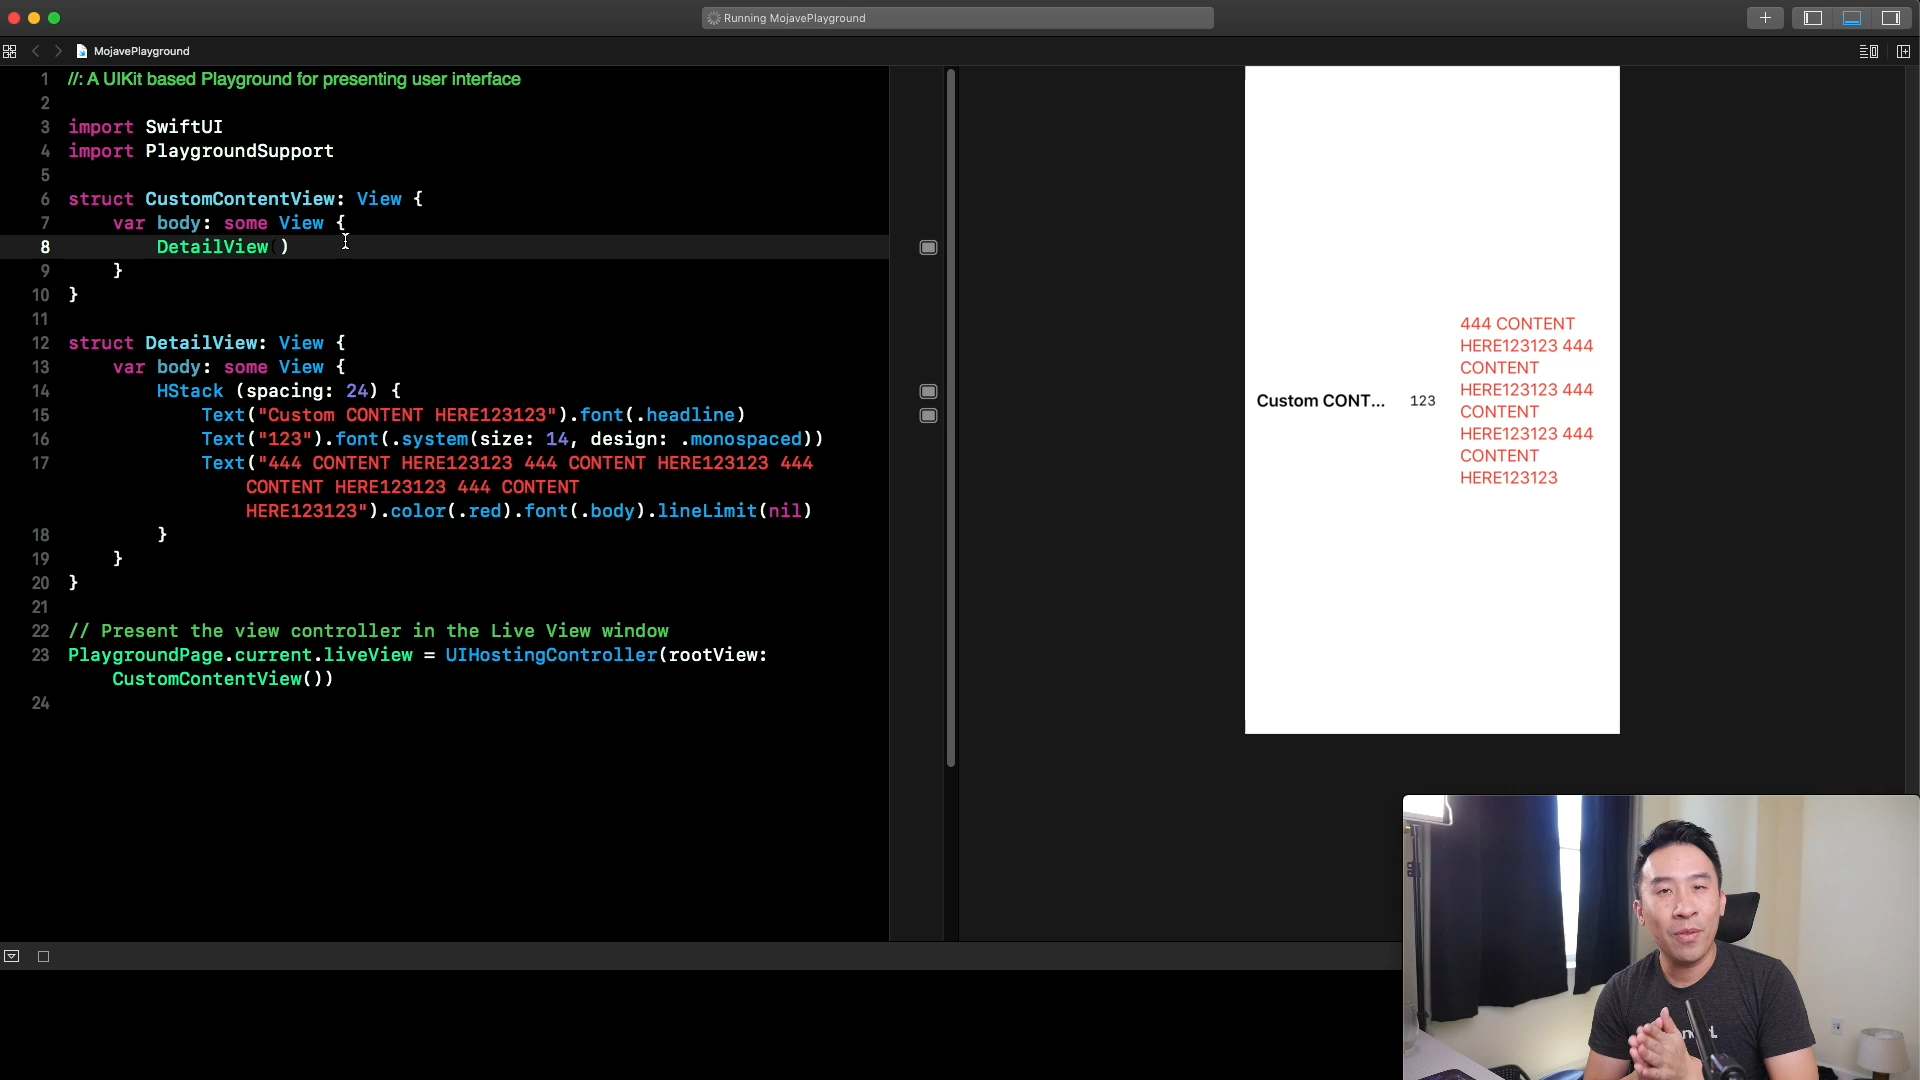 Running MojavePlayground
MojavePlayground
1 //: A UIKit based Playground for presenting user interface
2
3 import SwiftUI
4 import PlaygroundSupport
5
6 struct CustomContentView: View {
7 var body: some View {
8 DetailView()
9 }
10 }
11
12 struct DetailView: View {
13 var body: some View {
14 HStack (spacing: 24) {
15 Text("Custom CONTENT HERE123123").font(.headline)
16 Text("123").font(.system(size: 14, design: .monospaced))
17 Text("444 CONTENT HERE123123 444 CONTENT HERE123123 444
CONTENT HERE123123 444 CONTENT
HERE123123").color(.red).font(.body).lineLimit(nil)
18 }
19 }
20 }
21
22 // Present the view controller in the Live View window
23 PlaygroundPage.current.liveView = UIHostingController(rootView:
CustomContentView())
24
Custom CONT... 123
444 CONTENT
HERE123123 444
CONTENT
HERE123123 444
CONTENT
HERE123123 444
CONTENT
HERE123123